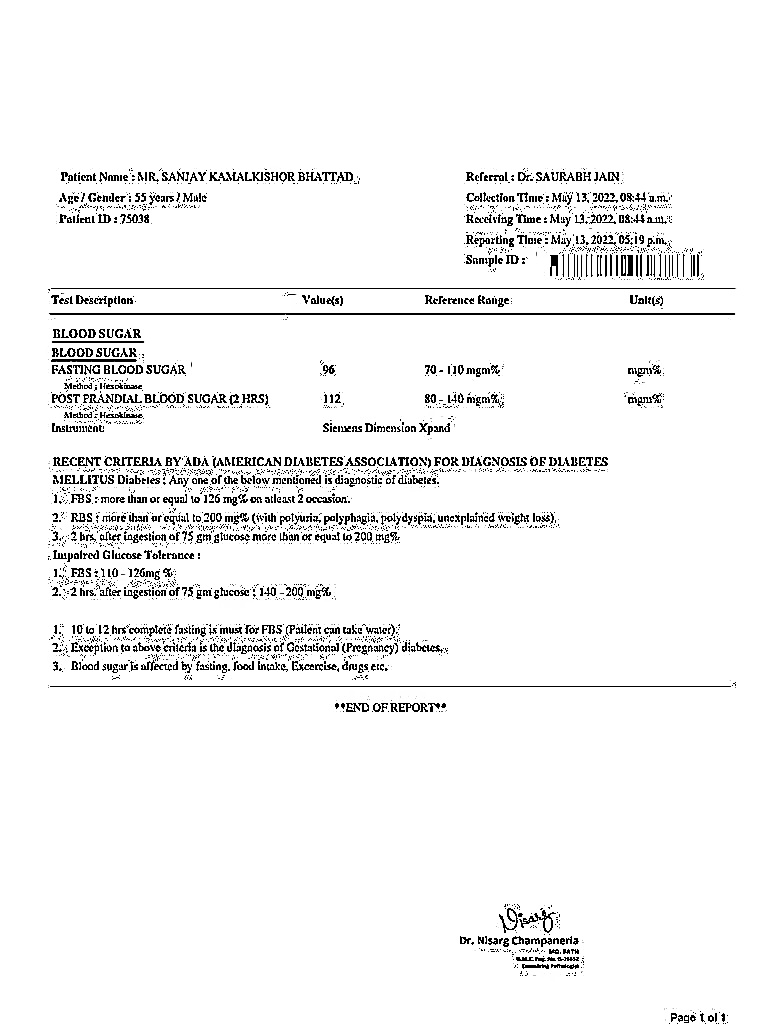 Patient Name : MR. SANJAY KAMALKISHOR BHATTAD
Referral : Dr. SAURABH JAIN
Age / Gender : 55 years / Male
Collection Time : May 13, 2022, 08:44 a.m.
Patient ID : 75038
Receiving Time : May 13, 2022, 08:44 a.m.
Reporting Time : May 13, 2022, 05:19 p.m.
Sample ID :
Test Description Value(s) Reference Range Unit(s)
BLOOD SUGAR
BLOOD SUGAR
FASTING BLOOD SUGAR 96 70 - 110 mgm% mgm%
Method : Hexokinase
POST PRANDIAL BLOOD SUGAR (2 HRS) 112 80 - 140 mgm% mgm%
Method : Hexokinase
Instrument: Siemens Dimension Xpand
RECENT CRITERIA BY ADA (AMERICAN DIABETES ASSOCIATION) FOR DIAGNOSIS OF DIABETES
MELLITUS Diabetes : Any one of the below mentioned is diagnostic of diabetes.
1. FBS : more than or equal to 126 mg% on atleast 2 occasion.
2. RBS : more than or equal to 200 mg% (with polyuria, polyphagia, polydyspia, unexplained weight loss).
3. 2 hrs. after ingestion of 75 gm glucose more than or equal to 200 mg%
Impaired Glucose Tolerance :
1. FBS : 110 - 126mg %
2. 2 hrs. after ingestion of 75 gm glucose : 140 - 200 mg%
1. 10 to 12 hrs complete fasting is must for FBS (Patient can take water).
2. Exception to above criteria is the diagnosis of Gestational (Pregnancy) diabetes.
3. Blood sugar is affected by fasting, food intake, Excercise, drugs etc.
**END OF REPORT**
Nisarg
Dr. Nisarg Champaneria
MD. PATH
Consulting Pathologist
Page 1 of 1